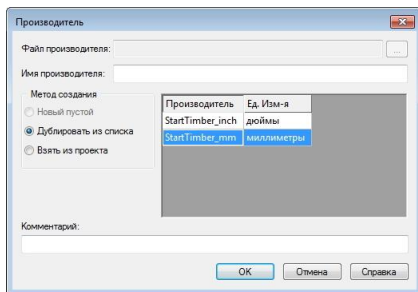 Производитель
Файл производителя:
...
Имя производителя:
Метод создания
Новый пустой
Дублировать из списка
Взять из проекта
Производитель Ед. Изм-я
StartTimber_inch дюймы
StartTimber_mm миллиметры
Комментарий:
OK Отмена Справка